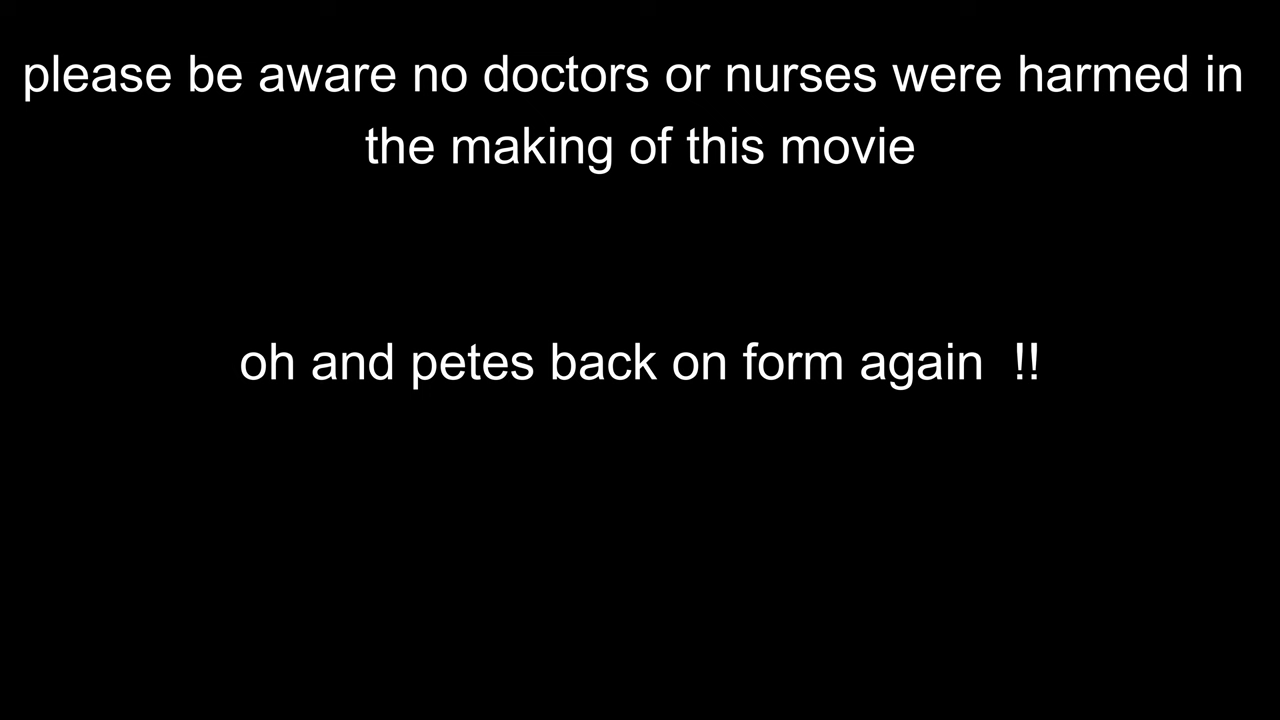 please be aware no doctors or nurses were harmed in
the making of this movie
oh and petes back on form again  !!